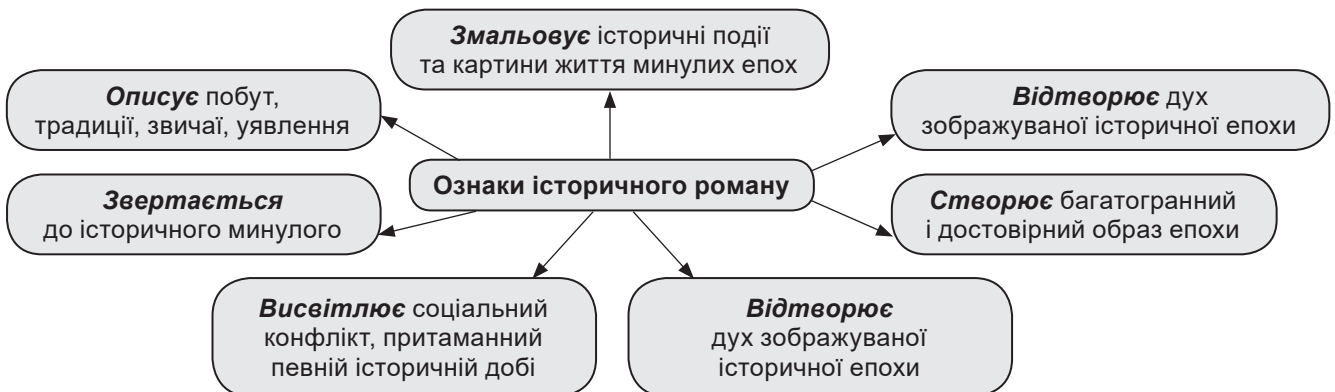 Змальовує історичні події
та картини життя минулих епох
Описує побут,
традиції, звичаї, уявлення
Відтворює дух
зображуваної історичної епохи
Ознаки історичного роману
Звертається
до історичного минулого
Створює багатогранний
і достовірний образ епохи
Висвітлює соціальний
конфлікт, притаманний
певній історичній добі
Відтворює
дух зображуваної
історичної епохи